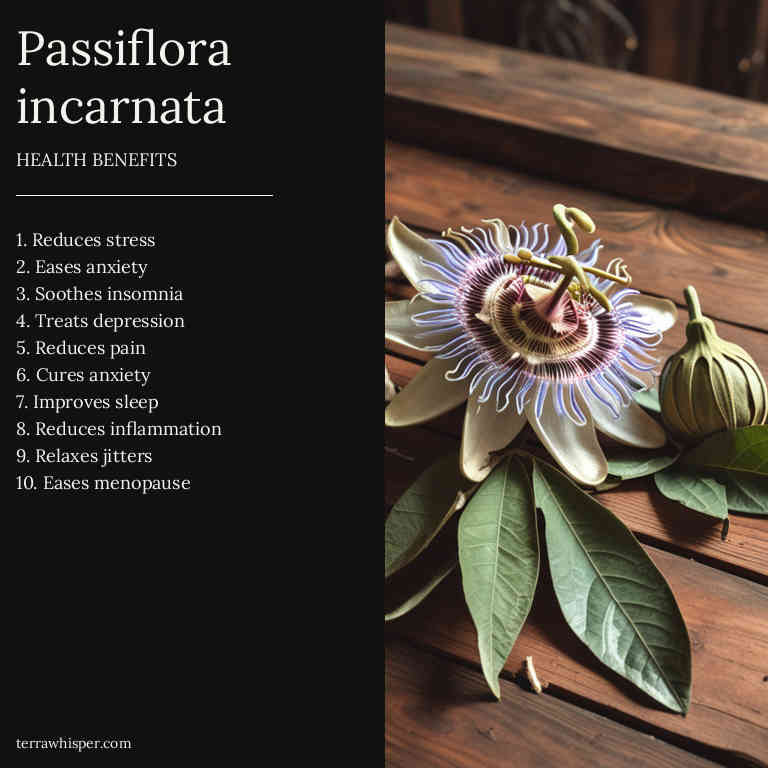 Passiflora
incarnata
HEALTH BENEFITS
1. Reduces stress
2. Eases anxiety
3. Soothes insomnia
4. Treats depression
5. Reduces pain
6. Cures anxiety
7. Improves sleep
8. Reduces inflammation
9. Relaxes jitters
10. Eases menopause
terrawhisper.com